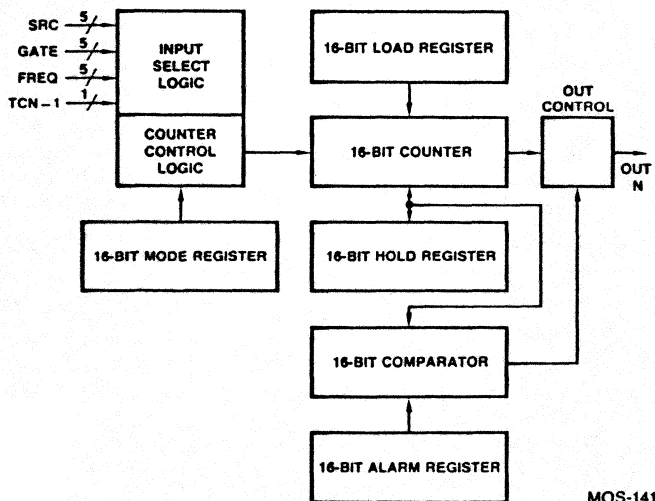 SRC 5
GATE 5
FREQ 5
TCN–1 1
INPUT
SELECT
LOGIC
COUNTER
CONTROL
LOGIC
16-BIT MODE REGISTER
16-BIT LOAD REGISTER
16-BIT COUNTER
16-BIT HOLD REGISTER
16-BIT COMPARATOR
16-BIT ALARM REGISTER
OUT
CONTROL
OUT
N
MOS-141